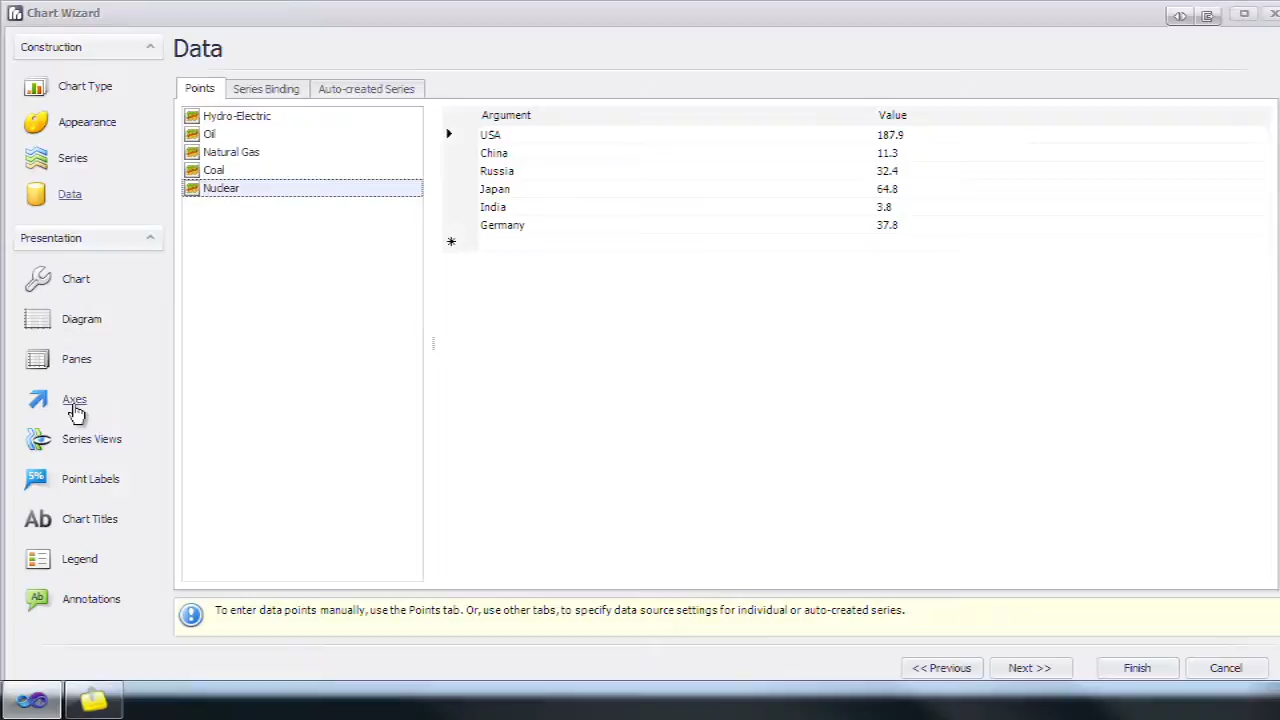 Chart Wizard
Construction
Chart Type
Appearance
Series
Data
Presentation
Chart
Diagram
Panes
Axes
Series Views
5%
Point Labels
Ab
Chart Titles
Legend
Ab
Annotations
Data
Points
Series Binding
Auto-created Series
Hydro-Electric
Oil
Natural Gas
Coal
Nuclear
Argument Value
USA 187.9
China 11.3
Russia 32.4
Japan 64.8
India 3.8
Germany 37.8
To enter data points manually, use the Points tab. Or, use other tabs, to specify data source settings for individual or auto-created series.
<< Previous
Next >>
Finish
Cancel